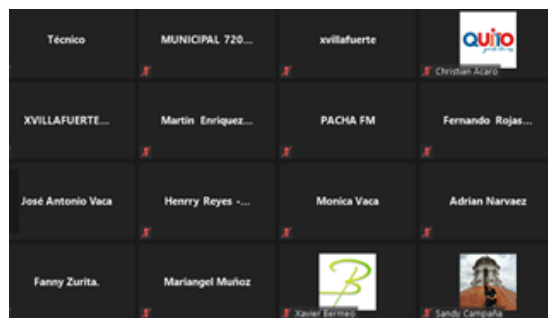 Técnico
MUNICIPAL 720...
xvillafuerte
QUITO
Christian Acaro
XVILLAFUERTE...
Martin Enriquez...
PACHA FM
Fernando Rojas...
José Antonio Vaca
Henrry Reyes -...
Monica Vaca
Adrian Narvaez
Fanny Zurita.
Mariangel Muñoz
B
Xavier Bermeo
Sandy Campaña